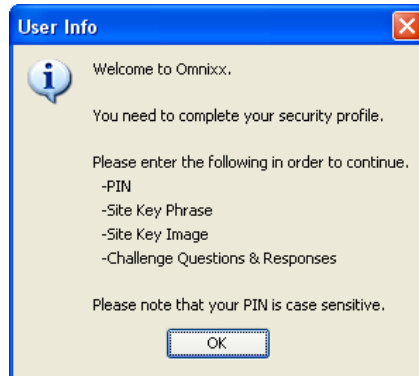 User Info
Welcome to Omnixx.
You need to complete your security profile.
Please enter the following in order to continue.
-PIN
-Site Key Phrase
-Site Key Image
-Challenge Questions & Responses
Please note that your PIN is case sensitive.
OK